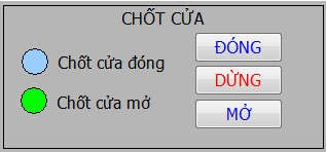 CHỐT CỬA
ĐÓNG
Chốt cửa đóng
DỪNG
Chốt cửa mở
MỞ